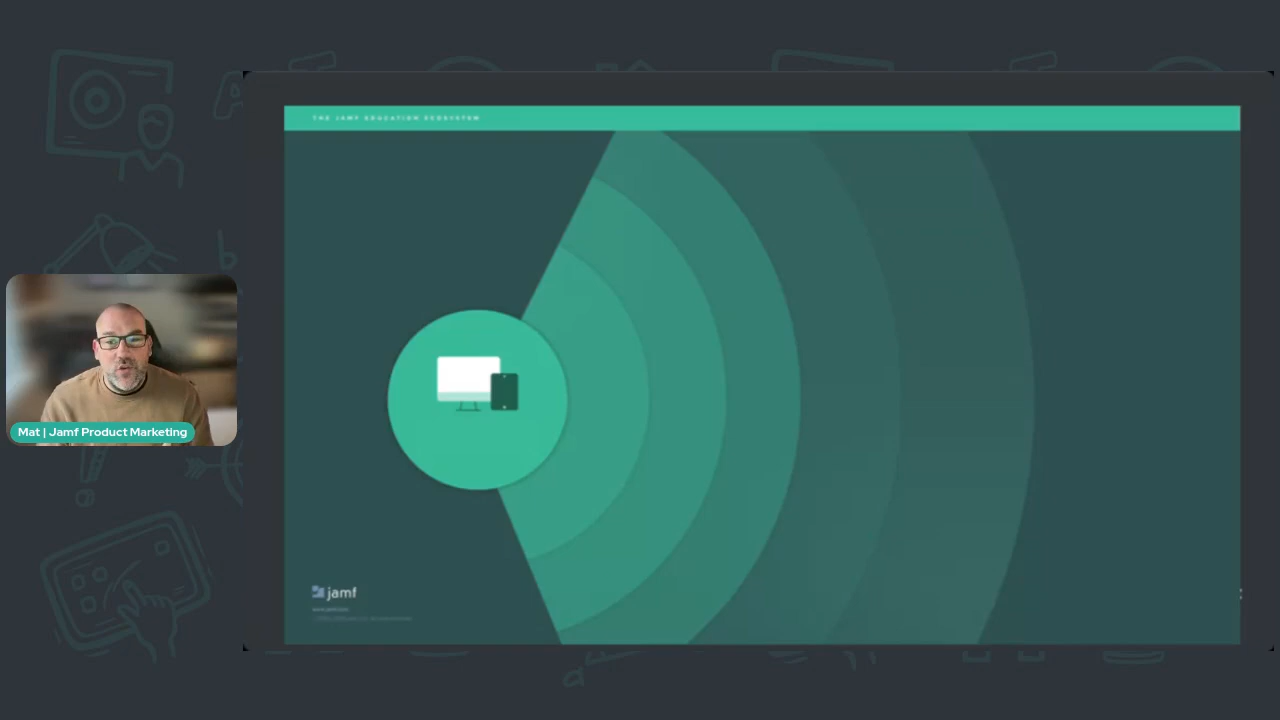 THE JAMF EDUCATION ECOSYSTEM
Mat | Jamf Product Marketing
jamf